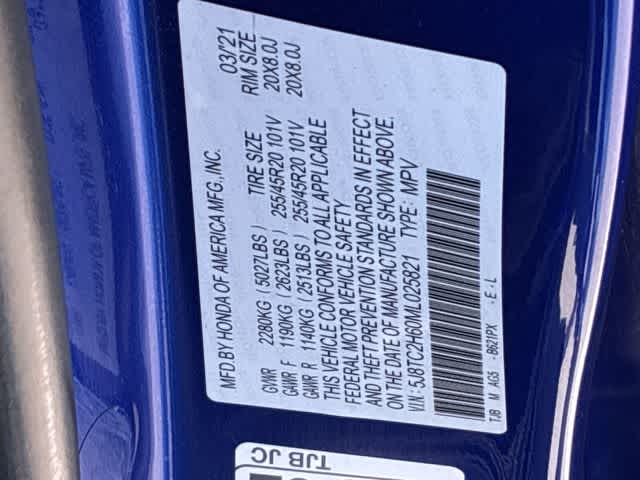 MFD.BY HONDA OF AMERICA MFG.,INC. 03/21
TIRE SIZE RIM SIZE
GVWR 2280KG (5027LBS)
GAWR F 1190KG (2623LBS) 255/45R20 101V 20X8.0J
GAWR R 1140KG (2513LBS) 255/45R20 101V 20X8.0J
THIS VEHICLE CONFORMS TO ALL APPLICABLE
FEDERAL MOTOR VEHICLE SAFETY
AND THEFT PREVENTION STANDARDS IN EFFECT
ON THE DATE OF MANUFACTURE SHOWN ABOVE.
V.I.N.: 5J8TC2H60ML025821 TYPE: MPV
TJB M AG5 -B621PX -E-L
TJB JC